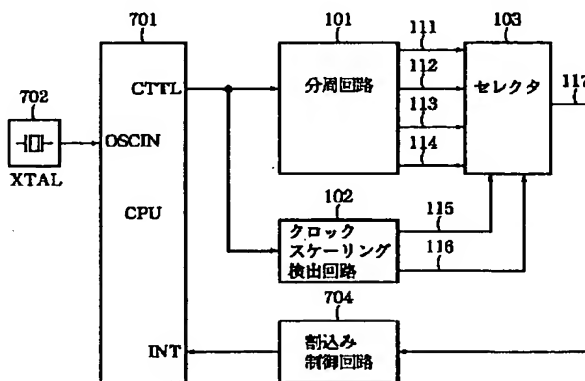 701
101
111
103
CTTL
分周回路
112
セレクタ
117
702
113
OSCIN
114
XTAL
CPU
102
115
クロック
スケーリング
検出回路
116
704
INT
割込み
制御回路